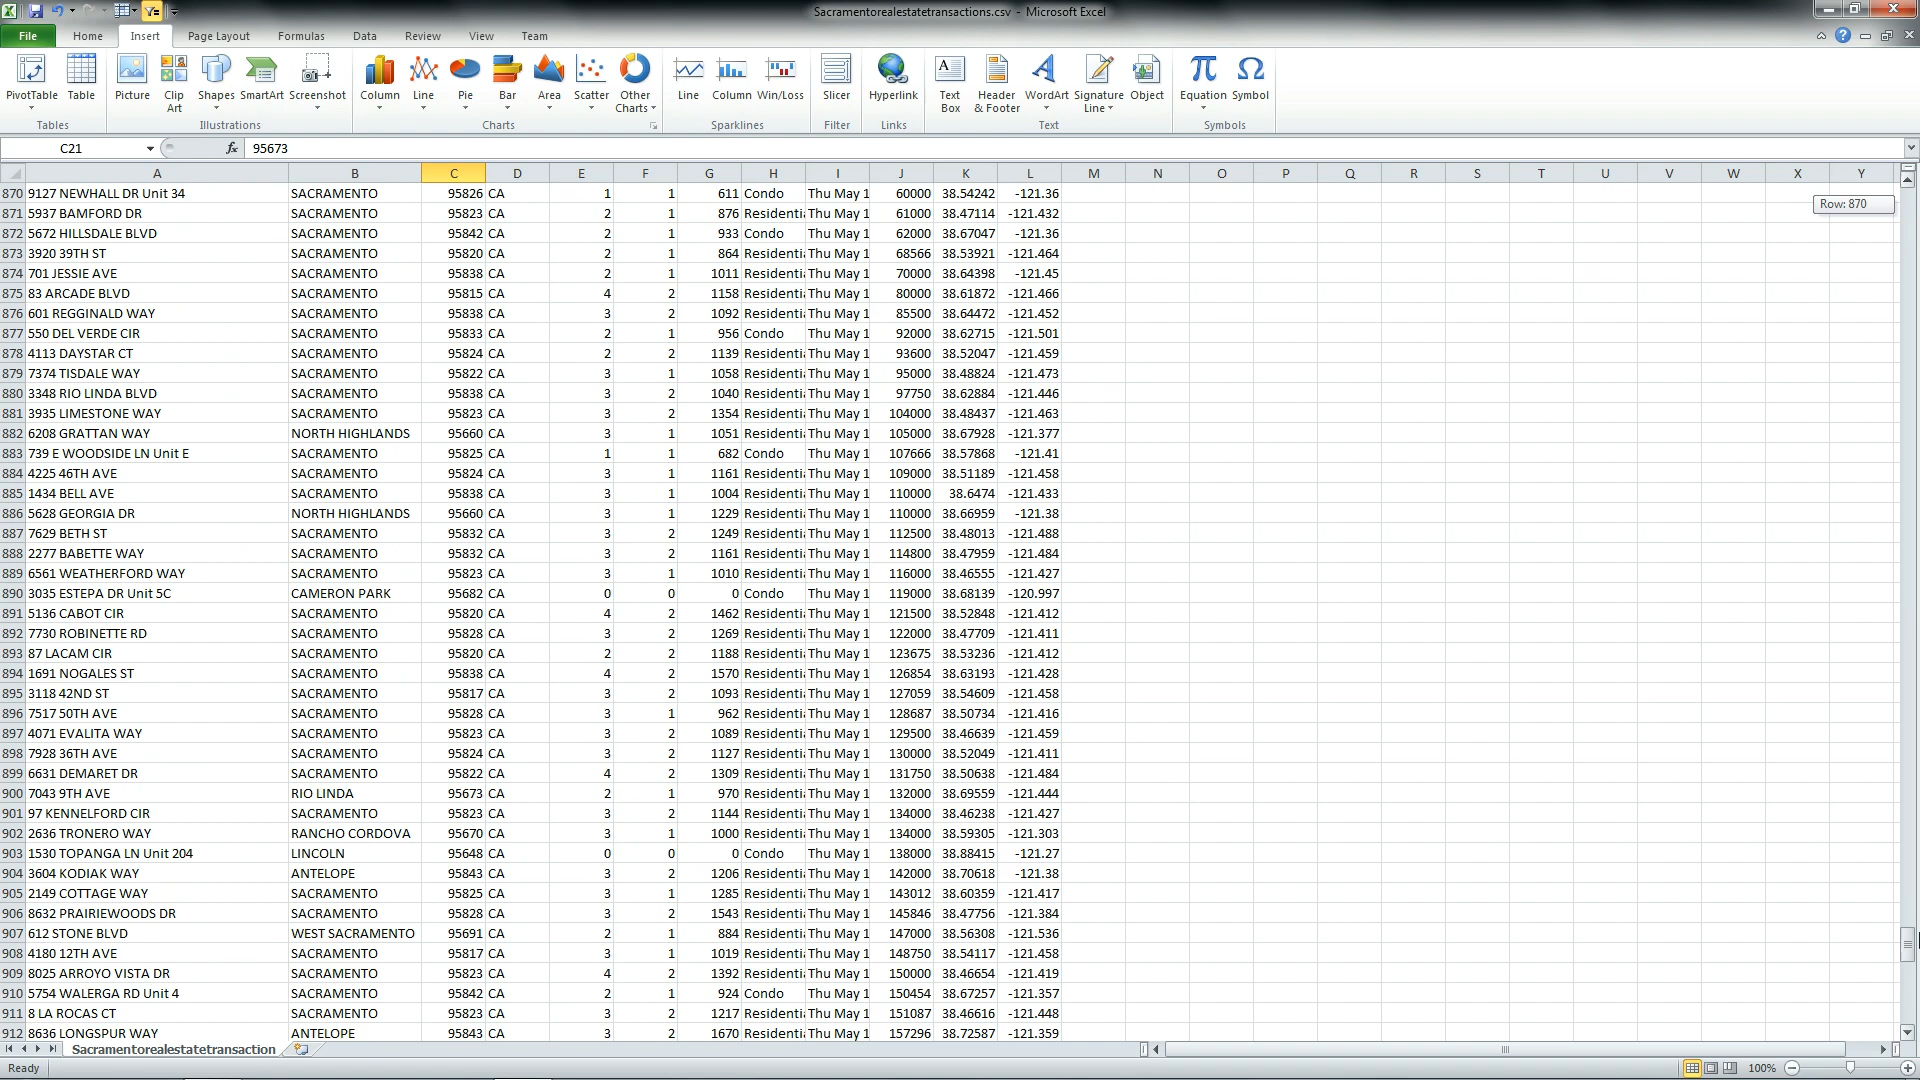 Sacramentorealestatetransactions.csv - Microsoft Excel
File Home Insert Page Layout Formulas Data Review View Team
PivotTable Table Picture Clip Art Shapes SmartArt Screenshot Column Line Pie Bar Area Scatter Other Charts Line Column Win/Loss Slicer Hyperlink Text Box Header & Footer WordArt Signature Line Object Equation Symbol
Tables Illustrations Charts Sparklines Filter Links Text Symbols
C21 fx 95673
A B C D E F G H I J K L M N O P Q R S T U V W X Y
870 9127 NEWHALL DR Unit 34 SACRAMENTO 95826 CA 1 1 611 Condo Thu May 1 60000 38.54242 -121.36
Row: 870
871 5937 BAMFORD DR SACRAMENTO 95823 CA 2 1 876 Residenti Thu May 1 61000 38.47114 -121.432
872 5672 HILLSDALE BLVD SACRAMENTO 95842 CA 2 1 933 Condo Thu May 1 62000 38.67047 -121.36
873 3920 39TH ST SACRAMENTO 95820 CA 2 1 864 Residenti Thu May 1 68566 38.53921 -121.464
874 701 JESSIE AVE SACRAMENTO 95838 CA 2 1 1011 Residenti Thu May 1 70000 38.64398 -121.45
875 83 ARCADE BLVD SACRAMENTO 95815 CA 4 2 1158 Residenti Thu May 1 80000 38.61872 -121.466
876 601 REGGINALD WAY SACRAMENTO 95838 CA 3 2 1092 Residenti Thu May 1 85500 38.64472 -121.452
877 550 DEL VERDE CIR SACRAMENTO 95833 CA 2 1 956 Condo Thu May 1 92000 38.62715 -121.501
878 4113 DAYSTAR CT SACRAMENTO 95824 CA 2 2 1139 Residenti Thu May 1 93600 38.52047 -121.459
879 7374 TISDALE WAY SACRAMENTO 95822 CA 3 1 1058 Residenti Thu May 1 95000 38.48824 -121.473
880 3348 RIO LINDA BLVD SACRAMENTO 95838 CA 3 2 1040 Residenti Thu May 1 97750 38.62884 -121.446
881 3935 LIMESTONE WAY SACRAMENTO 95823 CA 3 2 1354 Residenti Thu May 1 104000 38.48437 -121.463
882 6208 GRATTAN WAY NORTH HIGHLANDS 95660 CA 3 1 1051 Residenti Thu May 1 105000 38.67928 -121.377
883 739 E WOODSIDE LN Unit E SACRAMENTO 95825 CA 1 1 682 Condo Thu May 1 107666 38.57868 -121.41
884 4225 46TH AVE SACRAMENTO 95824 CA 3 1 1161 Residenti Thu May 1 109000 38.51189 -121.458
885 1434 BELL AVE SACRAMENTO 95838 CA 3 1 1004 Residenti Thu May 1 110000 38.6474 -121.433
886 5628 GEORGIA DR NORTH HIGHLANDS 95660 CA 3 1 1229 Residenti Thu May 1 110000 38.66959 -121.38
887 7629 BETH ST SACRAMENTO 95832 CA 3 2 1249 Residenti Thu May 1 112500 38.48013 -121.488
888 2277 BABETTE WAY SACRAMENTO 95832 CA 3 2 1161 Residenti Thu May 1 114800 38.47959 -121.484
889 6561 WEATHERFORD WAY SACRAMENTO 95823 CA 3 1 1010 Residenti Thu May 1 116000 38.46555 -121.427
890 3035 ESTEPA DR Unit 5C CAMERON PARK 95682 CA 0 0 0 Condo Thu May 1 119000 38.68139 -120.997
891 5136 CABOT CIR SACRAMENTO 95820 CA 4 2 1462 Residenti Thu May 1 121500 38.52848 -121.412
892 7730 ROBINETTE RD SACRAMENTO 95828 CA 3 2 1269 Residenti Thu May 1 122000 38.47709 -121.411
893 87 LACAM CIR SACRAMENTO 95820 CA 2 2 1188 Residenti Thu May 1 123675 38.53236 -121.412
894 1691 NOGALES ST SACRAMENTO 95838 CA 4 2 1570 Residenti Thu May 1 126854 38.63193 -121.428
895 3118 42ND ST SACRAMENTO 95817 CA 3 2 1093 Residenti Thu May 1 127059 38.54609 -121.458
896 7517 50TH AVE SACRAMENTO 95828 CA 3 1 962 Residenti Thu May 1 128687 38.50734 -121.416
897 4071 EVALITA WAY SACRAMENTO 95823 CA 3 2 1089 Residenti Thu May 1 129500 38.46639 -121.459
898 7928 36TH AVE SACRAMENTO 95824 CA 3 2 1127 Residenti Thu May 1 130000 38.52049 -121.411
899 6631 DEMARET DR SACRAMENTO 95822 CA 4 2 1309 Residenti Thu May 1 131750 38.50638 -121.484
900 7043 9TH AVE RIO LINDA 95673 CA 2 1 970 Residenti Thu May 1 132000 38.69559 -121.444
901 97 KENNELFORD CIR SACRAMENTO 95823 CA 3 2 1144 Residenti Thu May 1 134000 38.46238 -121.427
902 2636 TRONERO WAY RANCHO CORDOVA 95670 CA 3 1 1000 Residenti Thu May 1 134000 38.59305 -121.303
903 1530 TOPANGA LN Unit 204 LINCOLN 95648 CA 0 0 0 Condo Thu May 1 138000 38.88415 -121.27
904 3604 KODIAK WAY ANTELOPE 95843 CA 3 2 1206 Residenti Thu May 1 142000 38.70618 -121.38
905 2149 COTTAGE WAY SACRAMENTO 95825 CA 3 1 1285 Residenti Thu May 1 143012 38.60359 -121.417
906 8632 PRAIRIEWOODS DR SACRAMENTO 95828 CA 3 2 1543 Residenti Thu May 1 145846 38.47756 -121.384
907 612 STONE BLVD WEST SACRAMENTO 95691 CA 2 1 884 Residenti Thu May 1 147000 38.56308 -121.536
908 4180 12TH AVE SACRAMENTO 95817 CA 3 1 1019 Residenti Thu May 1 148750 38.54117 -121.458
909 8025 ARROYO VISTA DR SACRAMENTO 95823 CA 4 2 1392 Residenti Thu May 1 150000 38.46654 -121.419
910 5754 WALERGA RD Unit 4 SACRAMENTO 95842 CA 2 1 924 Condo Thu May 1 150454 38.67257 -121.357
911 8 LA ROCAS CT SACRAMENTO 95823 CA 3 2 1217 Residenti Thu May 1 151087 38.46616 -121.448
912 8636 LONGSPUR WAY ANTELOPE 95843 CA 3 2 1670 Residenti Thu May 1 157296 38.72587 -121.359
Sacramentorealestatetransaction
Ready 100%